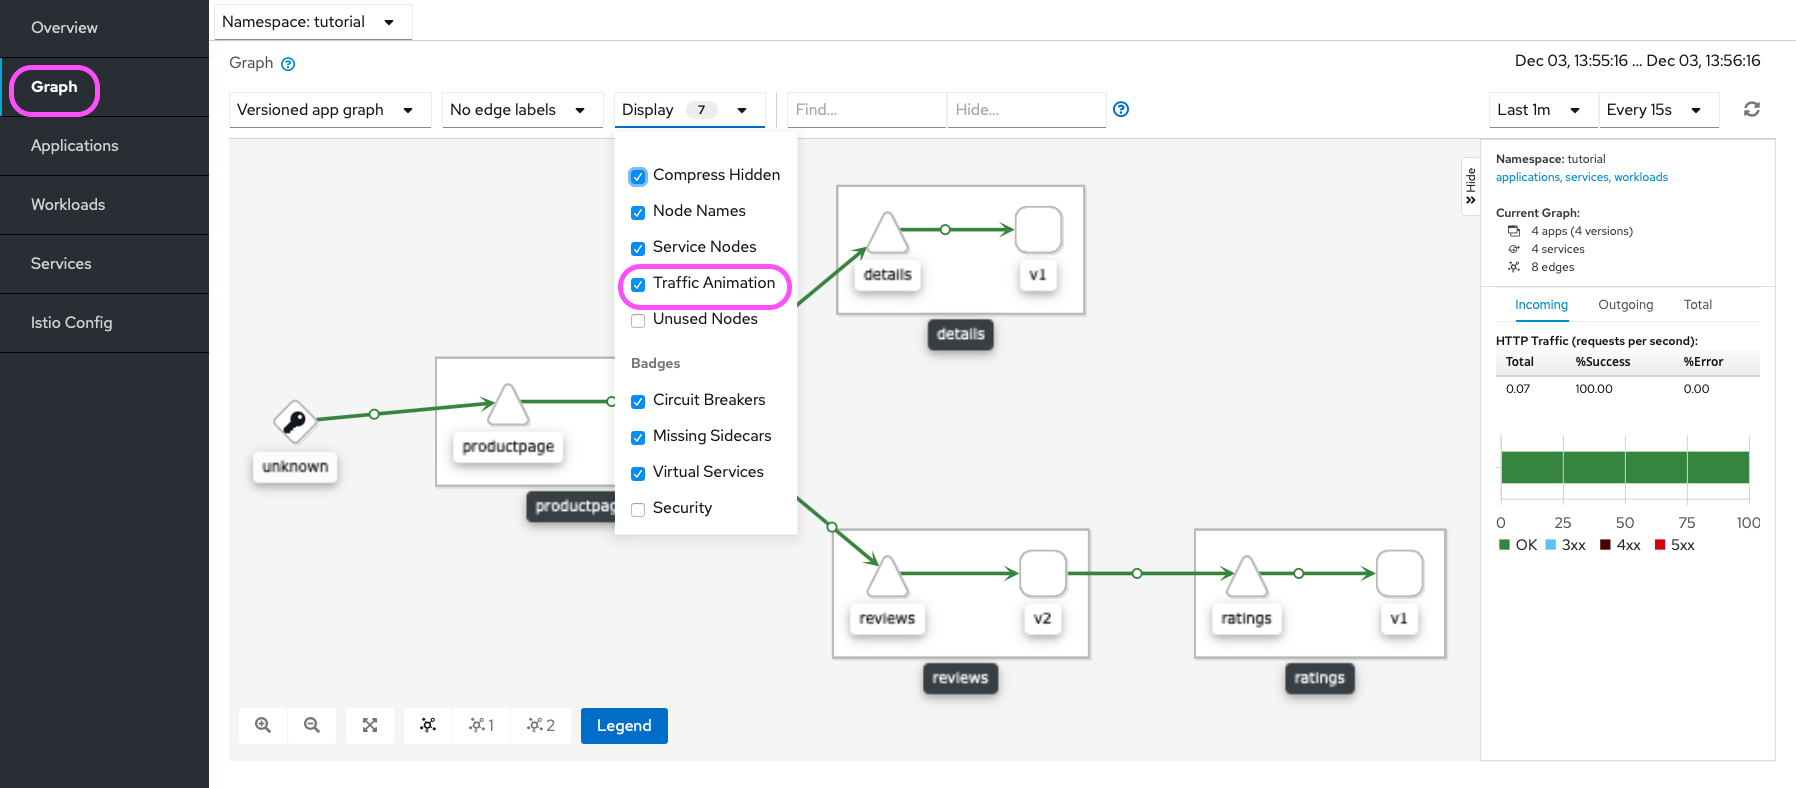 Overview
Graph
Applications
Workloads
Services
Istio Config
Namespace: tutorial
Graph
Dec 03, 13:55:16 ... Dec 03, 13:56:16
Versioned app graph
No edge labels
Display 7
Find...
Hide...
Last 1m
Every 15s
Compress Hidden
Node Names
Service Nodes
Traffic Animation
Unused Nodes
Badges
Circuit Breakers
Missing Sidecars
Virtual Services
Security
unknown
productpage
productpag
details
v1
details
reviews
v2
reviews
ratings
v1
ratings
1
2
Legend
Hide
Namespace: tutorial
applications, services, workloads
Current Graph:
4 apps (4 versions)
4 services
8 edges
Incoming Outgoing Total
HTTP Traffic (requests per second):
Total %Success %Error
0.07 100.00 0.00
0 25 50 75 100
OK 3xx 4xx 5xx